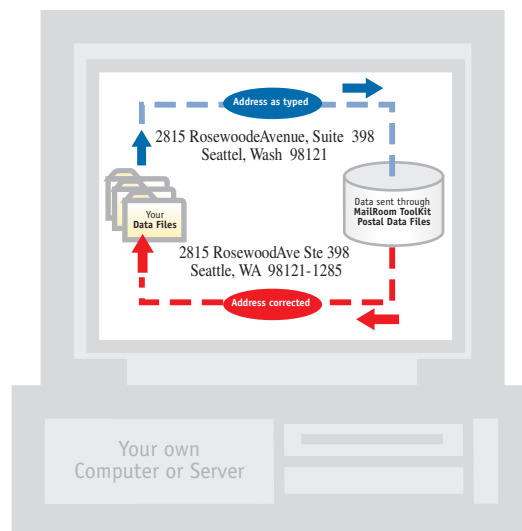 Address as typed
2815 RosewoodeAvenue, Suite 398
Seattel, Wash 98121
Your
Data Files
Data sent through
MailRoom ToolKit
Postal Data Files
2815 RosewoodAve Ste 398
Seattle, WA 98121-1285
Address corrected
Your own
Computer or Server